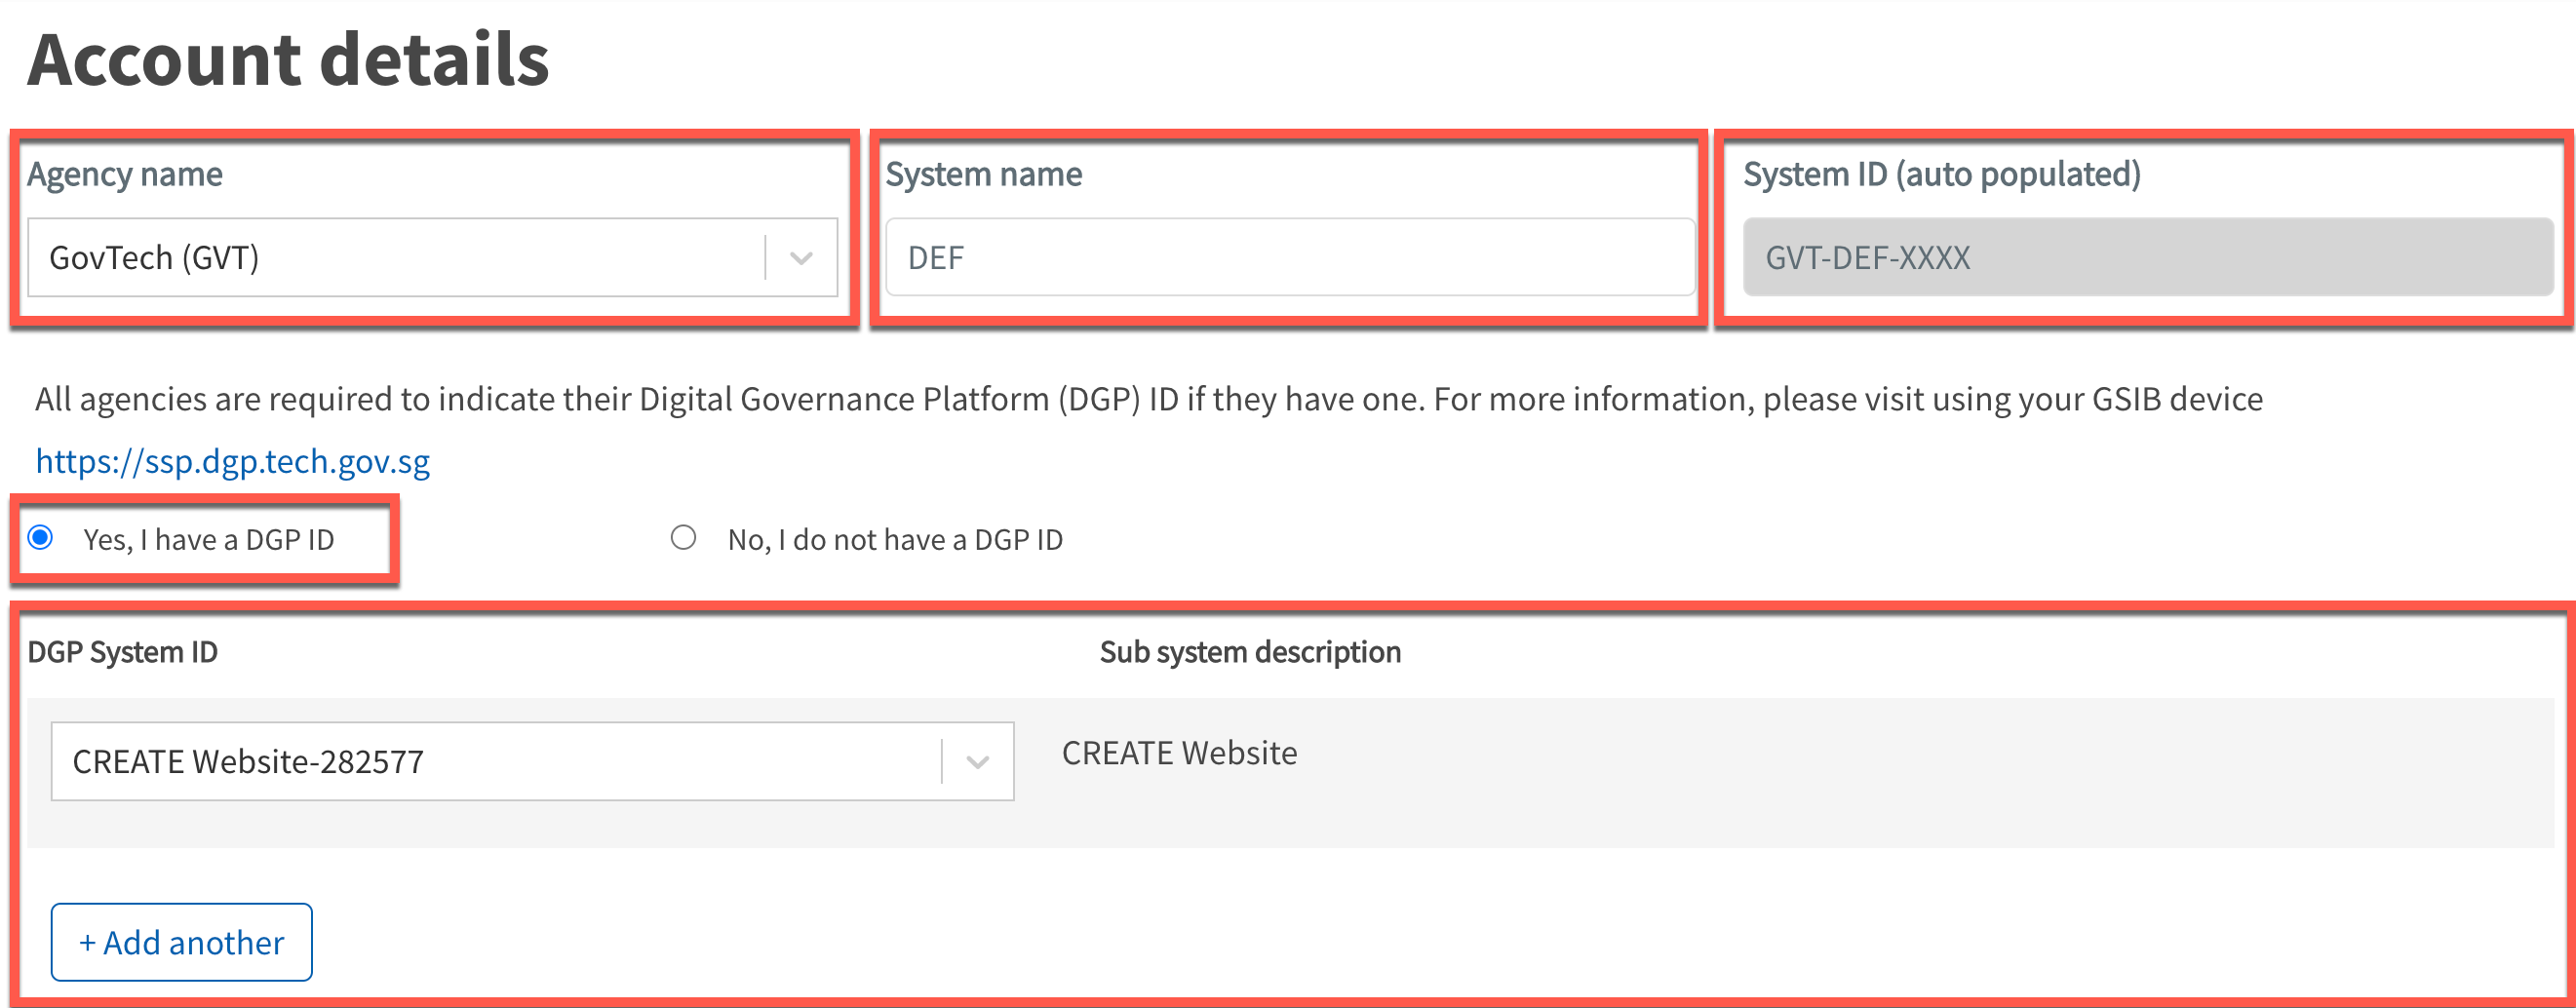 Account details
Agency name
System name
System ID (auto populated)
GovTech (GVT)
DEF
GVT-DEF-XXXX
All agencies are required to indicate their Digital Governance Platform (DGP) ID if they have one. For more information, please visit using your GSIB device
https://ssp.dgp.tech.gov.sg
Yes, I have a DGP ID
No, I do not have a DGP ID
DGP System ID
Sub system description
CREATE Website-282577
CREATE Website
+ Add another